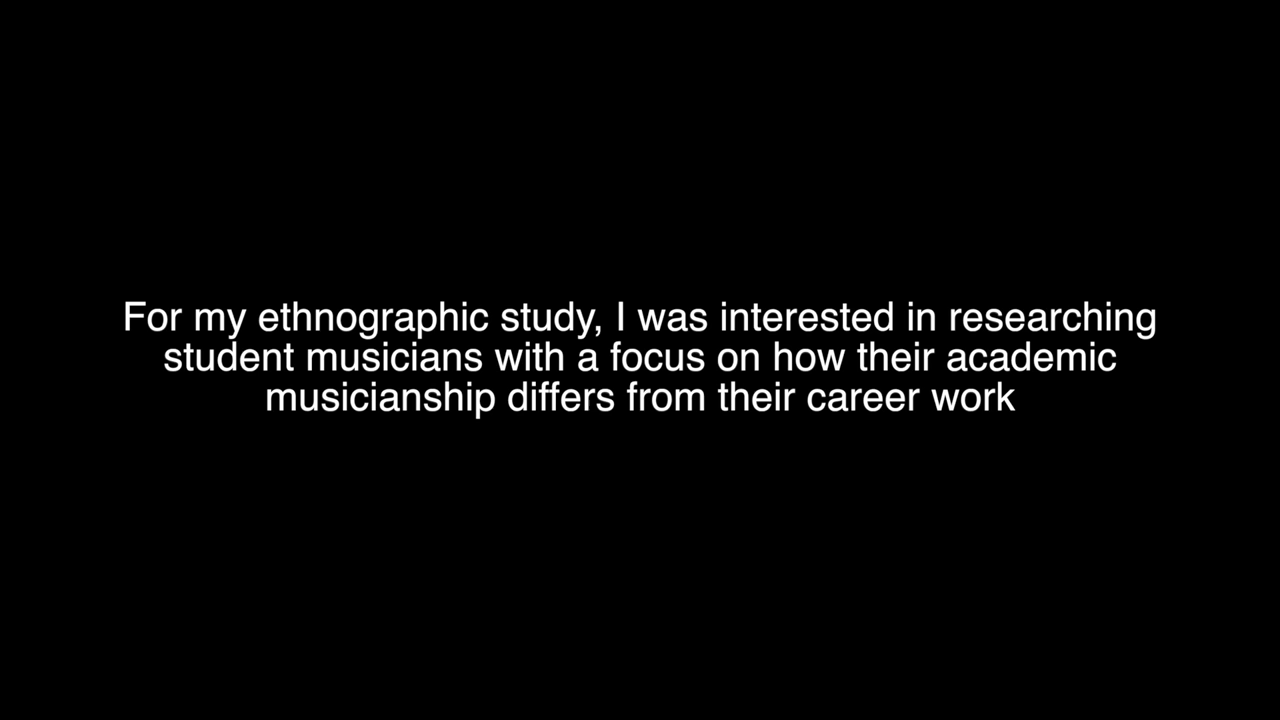 For my ethnographic study, I was interested in researching
student musicians with a focus on how their academic
musicianship differs from their career work